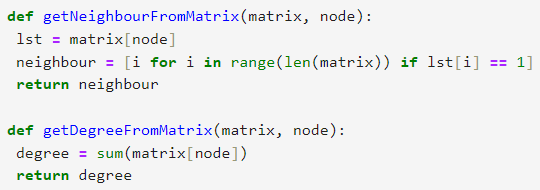 def getNeighbourFromMatrix(matrix, node):
 lst = matrix[node]
 neighbour = [i for i in range(len(matrix)) if lst[i] == 1]
 return neighbour

def getDegreeFromMatrix(matrix, node):
 degree = sum(matrix[node])
 return degree